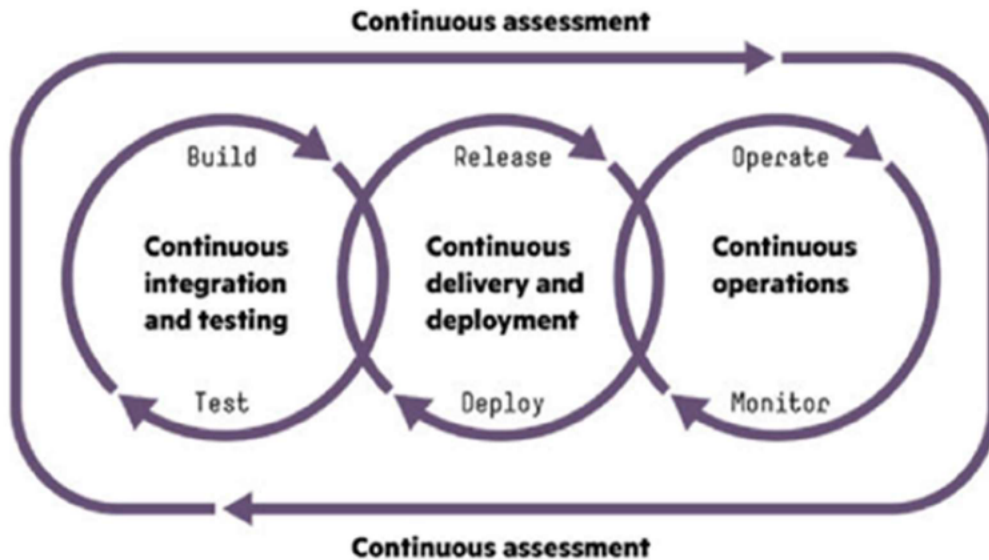 Continuous assessment
Build
Release
Operate
Continuous
integration
and testing
Continuous
delivery and
deployment
Continuous
operations
Test
Deploy
Monitor
Continuous assessment